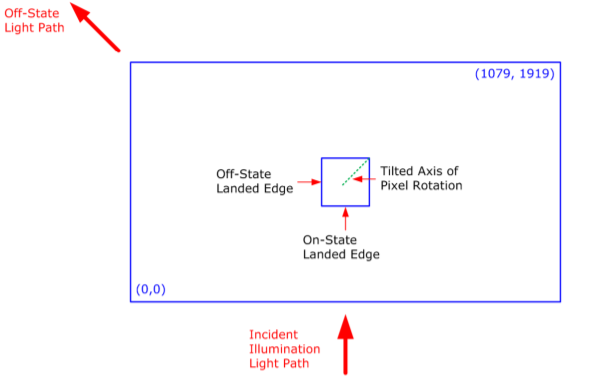 Off-State
Light Path
(1079, 1919)
Off-State
Landed Edge
Tilted Axis of
Pixel Rotation
On-State
Landed Edge
(0,0)
Incident
Illumination
Light Path